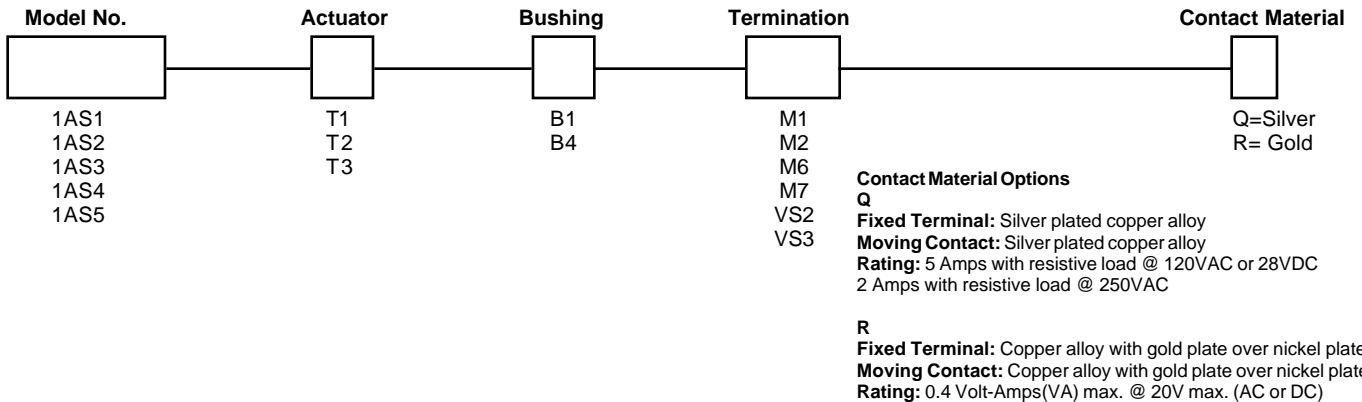 Model No. Actuator Bushing Termination Contact Material
1AS1 T1 B1 M1 Q=Silver
1AS2 T2 B4 M2 R= Gold
1AS3 T3 M6
1AS4 M7
1AS5 VS2
VS3
Contact Material Options
Q
Fixed Terminal: Silver plated copper alloy
Moving Contact: Silver plated copper alloy
Rating: 5 Amps with resistive load @ 120VAC or 28VDC
2 Amps with resistive load @ 250VAC
R
Fixed Terminal: Copper alloy with gold plate over nickel plate
Moving Contact: Copper alloy with gold plate over nickel plate
Rating: 0.4 Volt-Amps(VA) max. @ 20V max. (AC or DC)